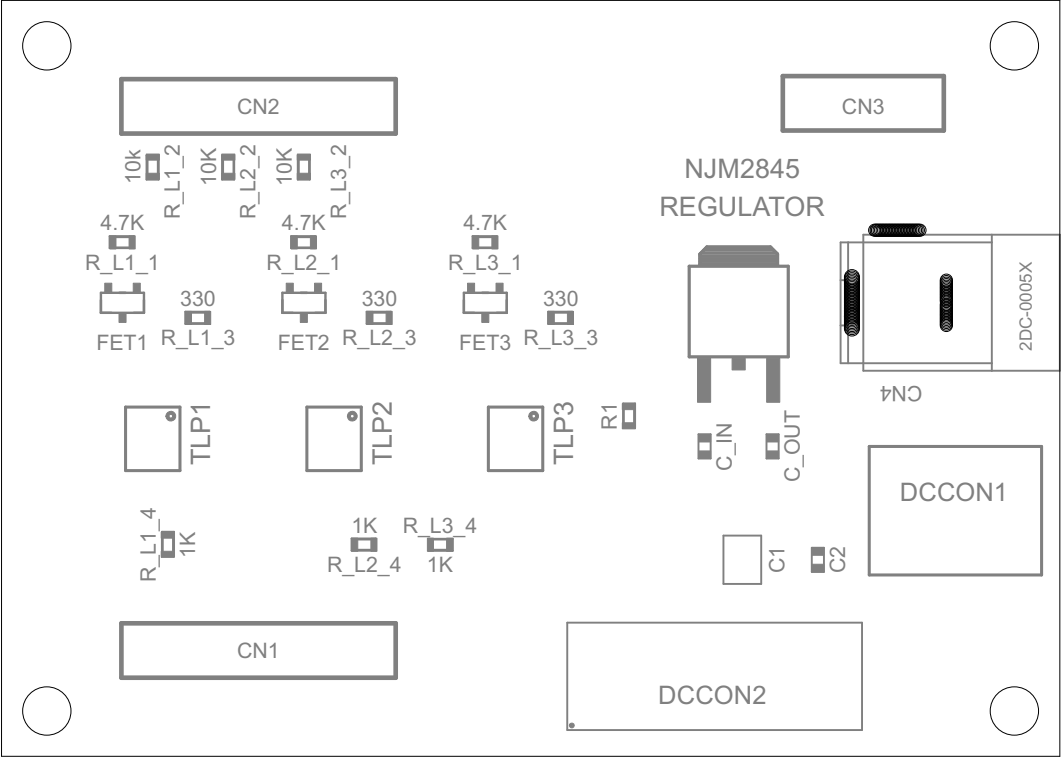 CN2
CN3
10k
R_L1_2
10K
R_L2_2
10K
R_L3_2
NJM2845
REGULATOR
4.7K
R_L1_1
4.7K
R_L2_1
4.7K
R_L3_1
2DC-0005X
330
R_L1_3
330
R_L2_3
330
R_L3_3
FET1
FET2
FET3
CN4
TLP1
TLP2
TLP3
R1
C_IN
C_OUT
DCCON1
R_L1_4
1K
1K
R_L2_4
R_L3_4
1K
C1
C2
CN1
DCCON2